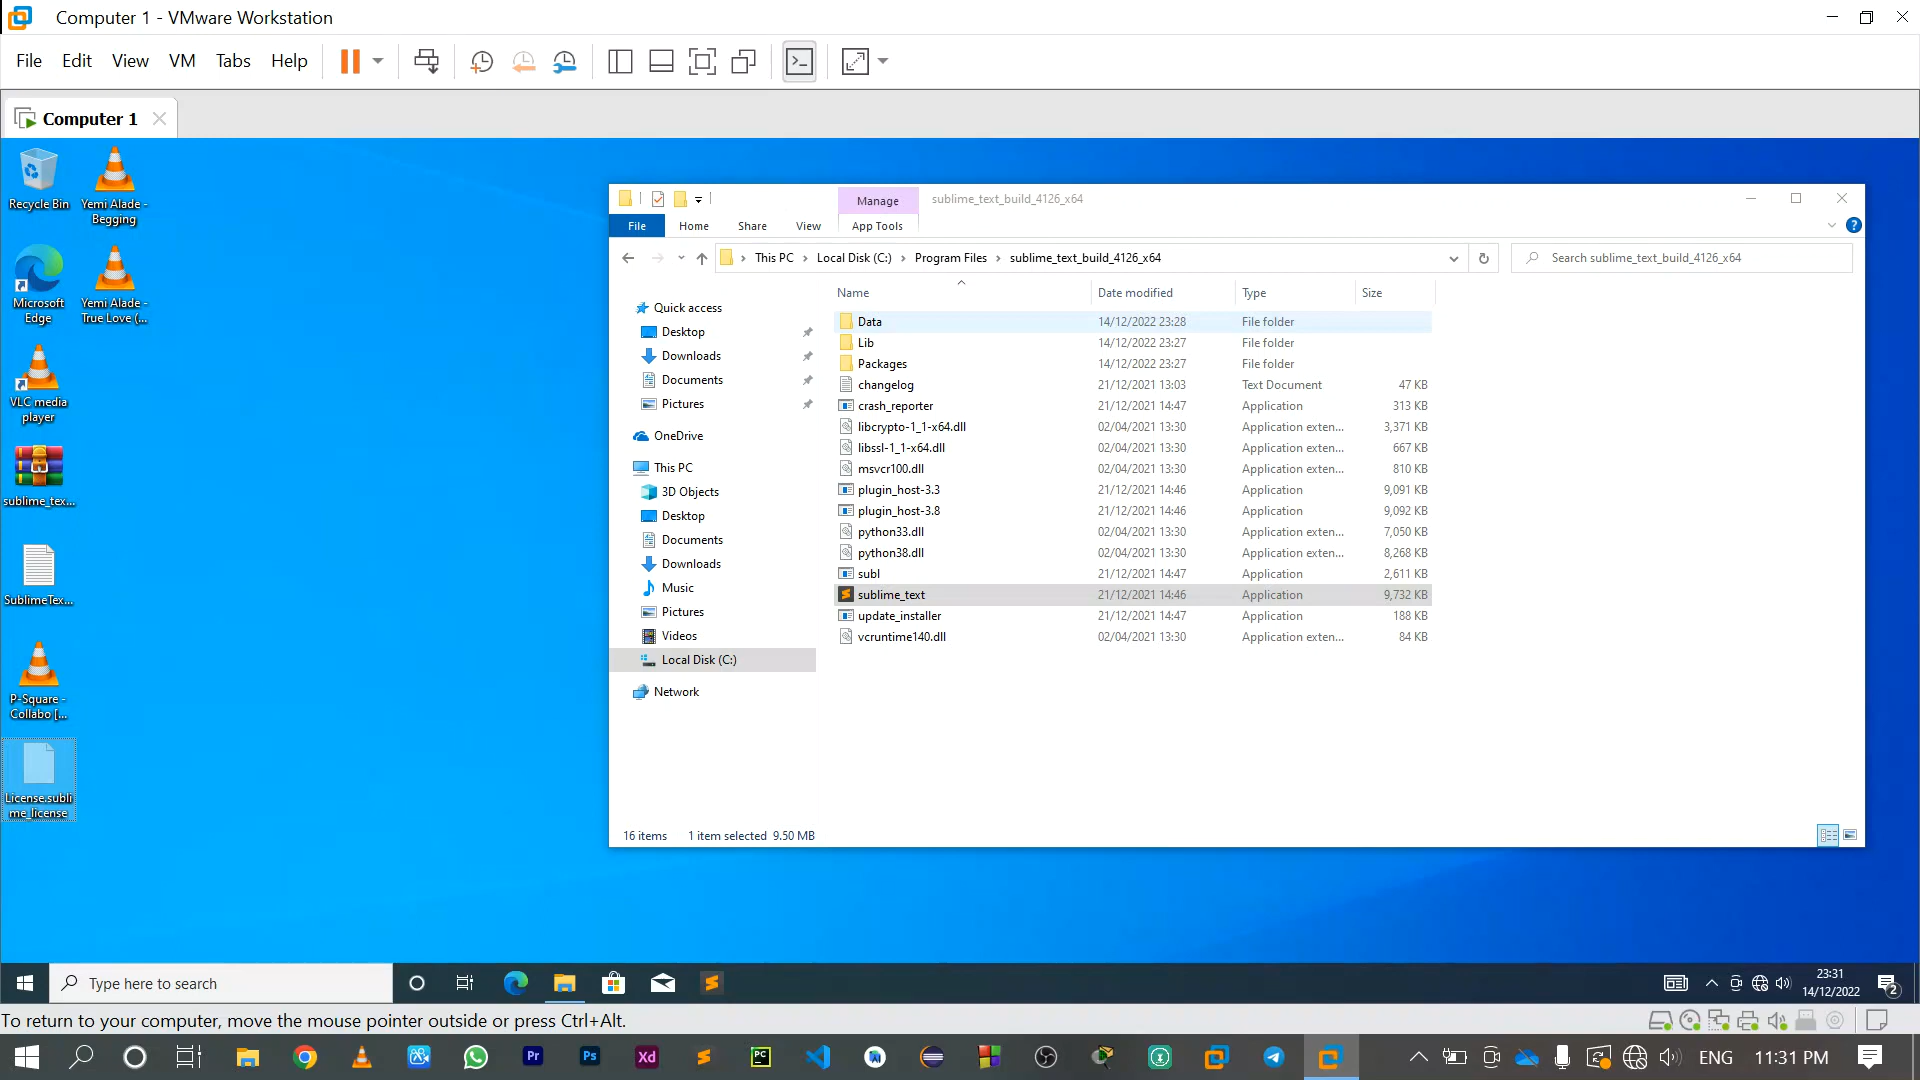 Computer 1 - VMware Workstation
File Edit View VM Tabs Help
Computer 1
Recycle Bin
Yemi Alade - Begging
Microsoft Edge
Yemi Alade - True Love (...
VLC media player
sublime_tex...
SublimeTex...
P-Square - Collabo [...
License.subli
me_license
Manage sublime_text_build_4126_x64
File Home Share View App Tools
This PC Local Disk (C:) Program Files sublime_text_build_4126_x64 Search sublime_text_build_4126_x64
Quick access
Desktop
Downloads
Documents
Pictures
OneDrive
This PC
3D Objects
Desktop
Documents
Downloads
Music
Pictures
Videos
Local Disk (C:)
Network
Name Date modified Type Size
Data 14/12/2022 23:28 File folder
Lib 14/12/2022 23:27 File folder
Packages 14/12/2022 23:27 File folder
changelog 21/12/2021 13:03 Text Document 47 KB
crash_reporter 21/12/2021 14:47 Application 313 KB
libcrypto-1_1-x64.dll 02/04/2021 13:30 Application exten... 3,371 KB
libssl-1_1-x64.dll 02/04/2021 13:30 Application exten... 667 KB
msvcr100.dll 02/04/2021 13:30 Application exten... 810 KB
plugin_host-3.3 21/12/2021 14:46 Application 9,091 KB
plugin_host-3.8 21/12/2021 14:46 Application 9,092 KB
python33.dll 02/04/2021 13:30 Application exten... 7,050 KB
python38.dll 02/04/2021 13:30 Application exten... 8,268 KB
subl 21/12/2021 14:47 Application 2,611 KB
sublime_text 21/12/2021 14:46 Application 9,732 KB
update_installer 21/12/2021 14:47 Application 188 KB
vcruntime140.dll 02/04/2021 13:30 Application exten... 84 KB
16 items 1 item selected 9.50 MB
Type here to search
23:31
14/12/2022
2
To return to your computer, move the mouse pointer outside or press Ctrl+Alt.
Pr Ps Xd PC ENG 11:31 PM